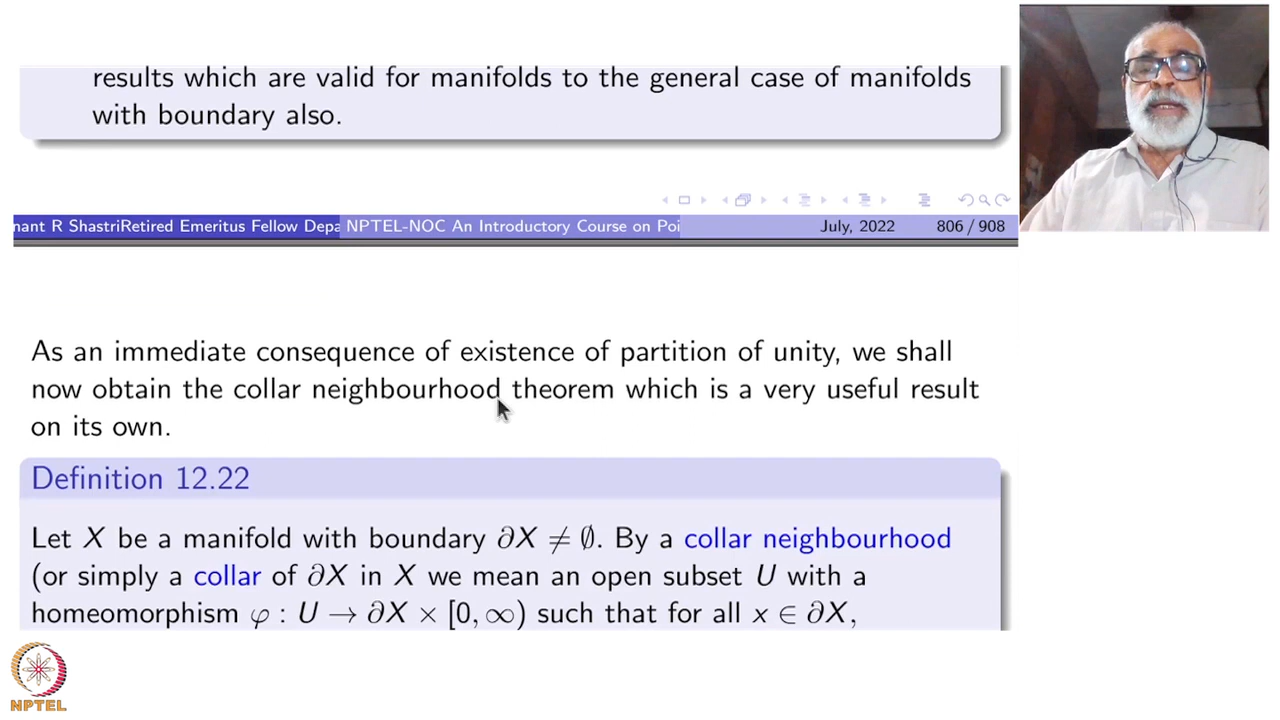 results which are valid for manifolds to the general case of manifolds
with boundary also.
nant R ShastriRetired Emeritus Fellow Depa NPTEL-NOC An Introductory Course on Poi July, 2022 806 / 908
As an immediate consequence of existence of partition of unity, we shall
now obtain the collar neighbourhood theorem which is a very useful result
on its own.
Definition 12.22
Let X be a manifold with boundary ∂X ≠ ∅. By a collar neighbourhood
(or simply a collar of ∂X in X we mean an open subset U with a
homeomorphism φ : U → ∂X × [0, ∞) such that for all x ∈ ∂X,
NPTEL